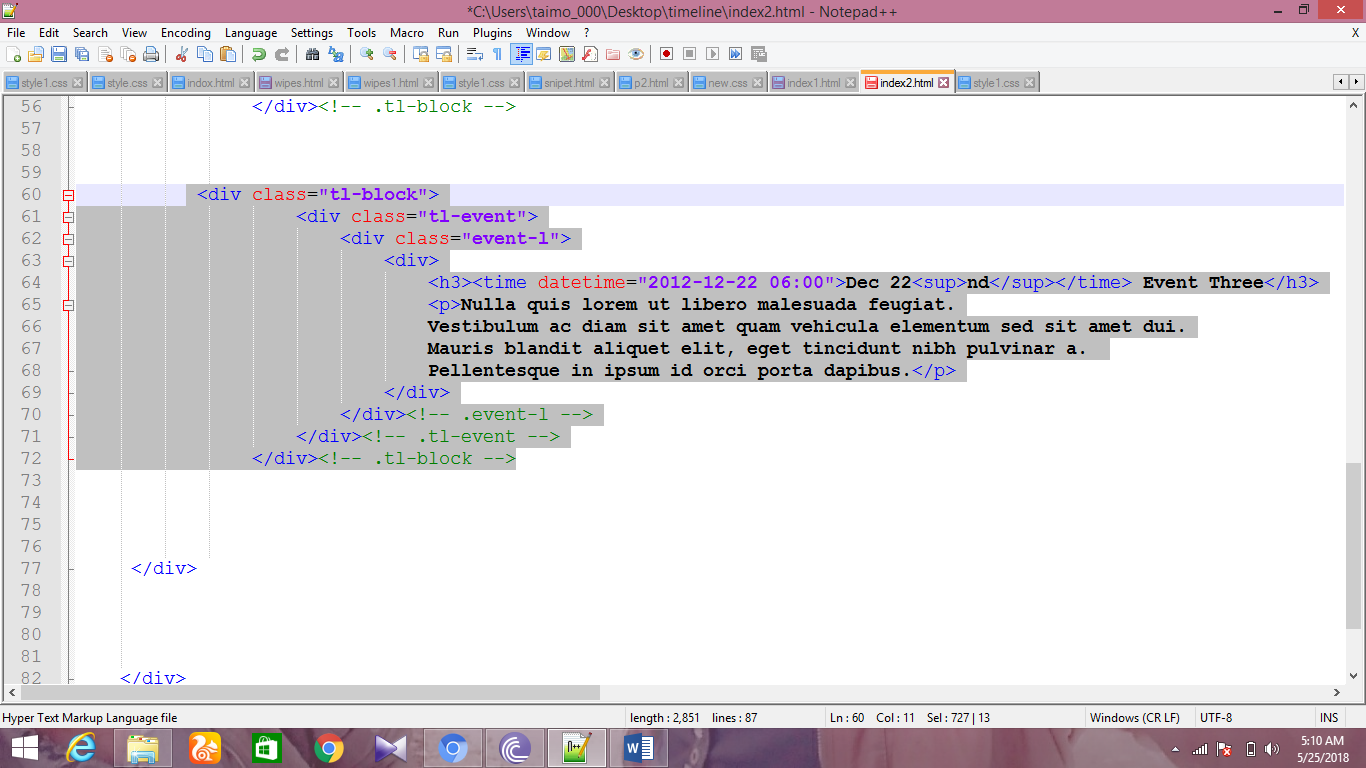 *C:\Users\taimo_000\Desktop\timeline\index2.html - Notepad++
File Edit Search View Encoding Language Settings Tools Macro Run Plugins Window ? X
style1.css style.css indox.html wipes.html wipes1.html style1.css snipet.html p2.html new.css index1.html index2.html style1.css
56 </div><!-- .tl-block -->
57
58
59
60 <div class="tl-block">
61 <div class="tl-event">
62 <div class="event-l">
63 <div>
64 <h3><time datetime="2012-12-22 06:00">Dec 22<sup>nd</sup></time> Event Three</h3>
65 <p>Nulla quis lorem ut libero malesuada feugiat.
66 Vestibulum ac diam sit amet quam vehicula elementum sed sit amet dui.
67 Mauris blandit aliquet elit, eget tincidunt nibh pulvinar a.
68 Pellentesque in ipsum id orci porta dapibus.</p>
69 </div>
70 </div><!-- .event-l -->
71 </div><!-- .tl-event -->
72 </div><!-- .tl-block -->
73
74
75
76
77 </div>
78
79
80
81
82 </div>
Hyper Text Markup Language file length : 2,851 lines : 87 Ln : 60 Col : 11 Sel : 727 | 13 Windows (CR LF) UTF-8 INS
5:10 AM
5/25/2018